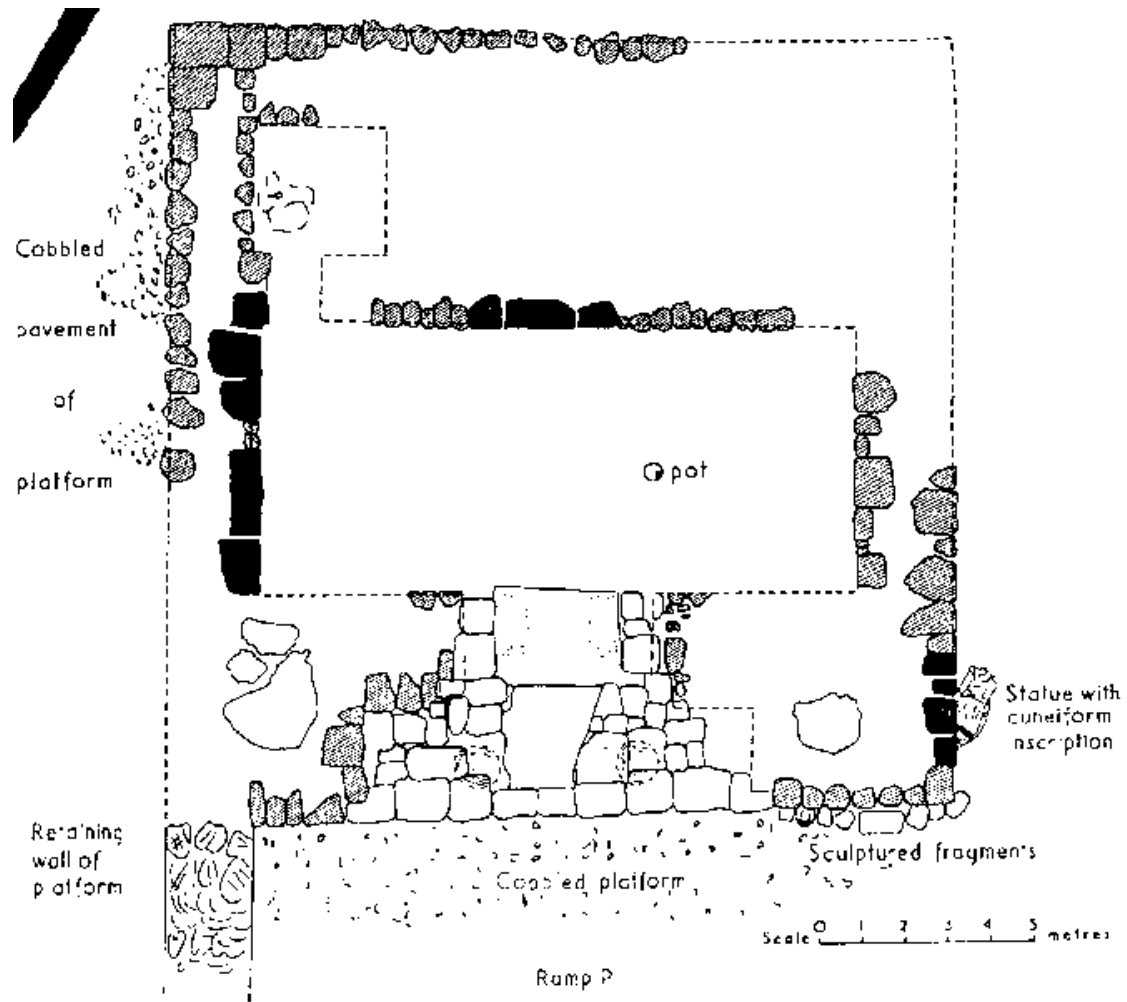 Cobbled
pavement
of
platform
pot
Statue with
cuneiform
inscription
Retaining
wall of
platform
Cobbled platform
Sculptured fragments
Scale 0 1 2 3 4 5 metres
Ramp